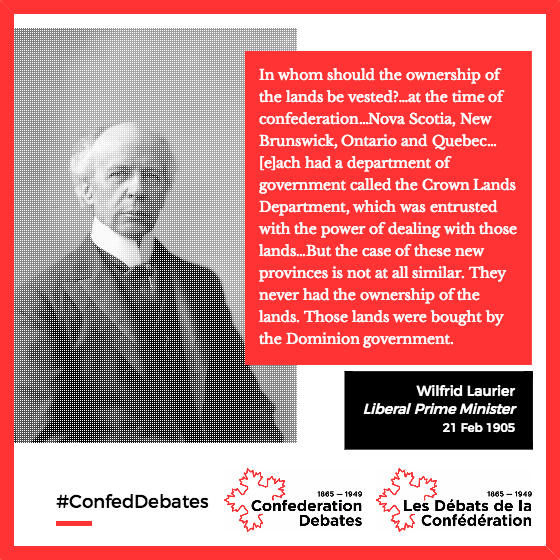 In whom should the ownership of
the lands be vested?...at the time of
confederation...Nova Scotia, New
Brunswick, Ontario and Quebec...
[e]ach had a department of
government called the Crown Lands
Department, which was entrusted
with the power of dealing with those
lands...But the case of these new
provinces is not at all similar. They
never had the ownership of the
lands. Those lands were bought by
the Dominion government.
Wilfrid Laurier
Liberal Prime Minister
21 Feb 1905
#ConfedDebates
1865 — 1949
Confederation
Debates
1865 — 1949
Les Débats de la
Confédération